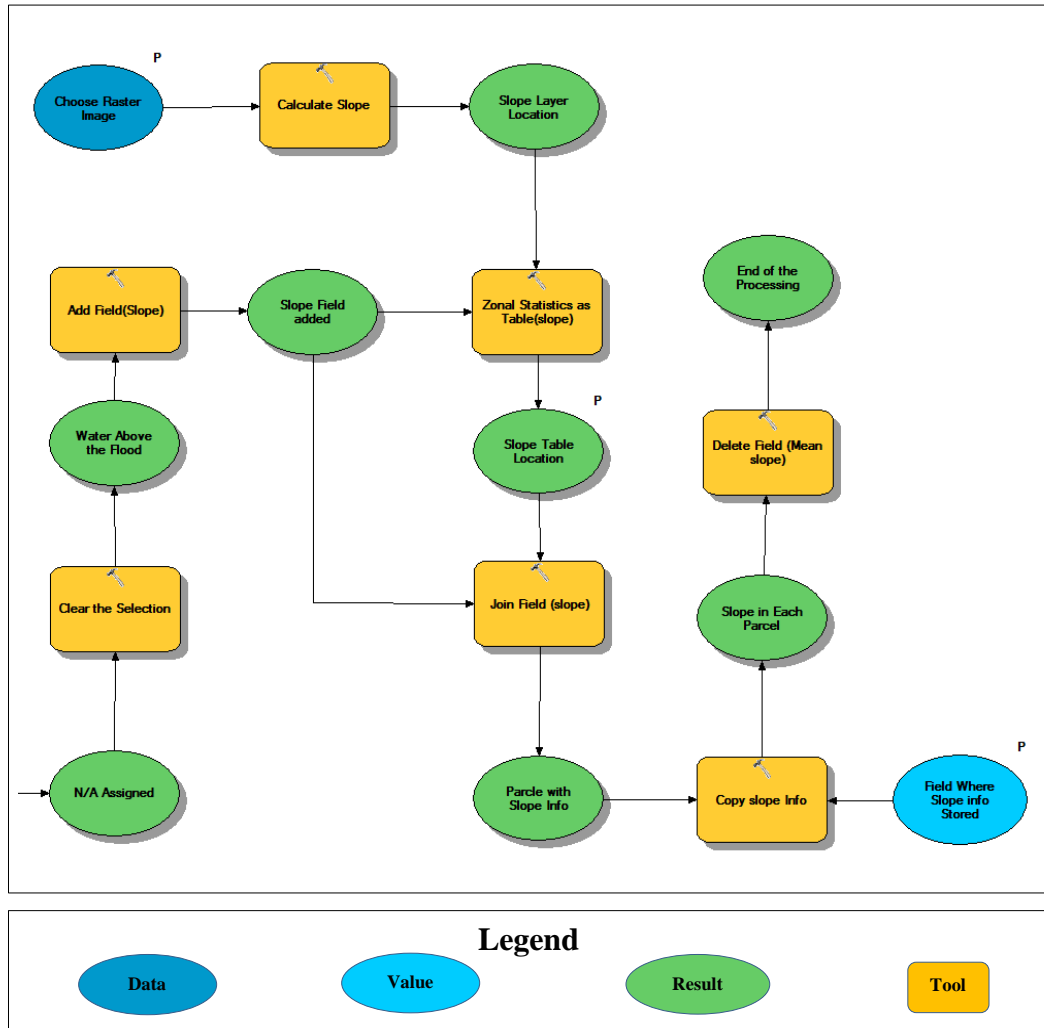 P
Choose Raster
Image
Calculate Slope
Slope Layer
Location
Add Field(Slope)
Slope Field
added
Zonal Statistics as
Table(slope)
End of the
Processing
Water Above
the Flood
P
Slope Table
Location
Delete Field (Mean
slope)
Clear the Selection
Join Field (slope)
Slope in Each
Parcel
N/A Assigned
Parcle with
Slope Info
Copy slope Info
P
Field Where
Slope info
Stored
Legend
Data
Value
Result
Tool